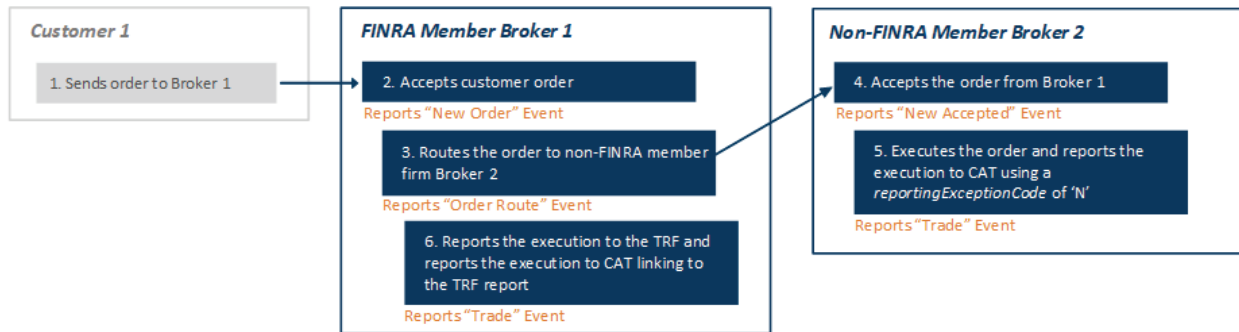 Customer 1
1. Sends order to Broker 1
FINRA Member Broker 1
2. Accepts customer order
Reports “New Order” Event
3. Routes the order to non-FINRA member
firm Broker 2
Reports “Order Route” Event
6. Reports the execution to the TRF and
reports the execution to CAT linking to
the TRF report
Reports “Trade” Event
Non-FINRA Member Broker 2
4. Accepts the order from Broker 1
Reports “New Accepted” Event
5. Executes the order and reports the
execution to CAT using a
reportingExceptionCode of ‘N’
Reports “Trade” Event